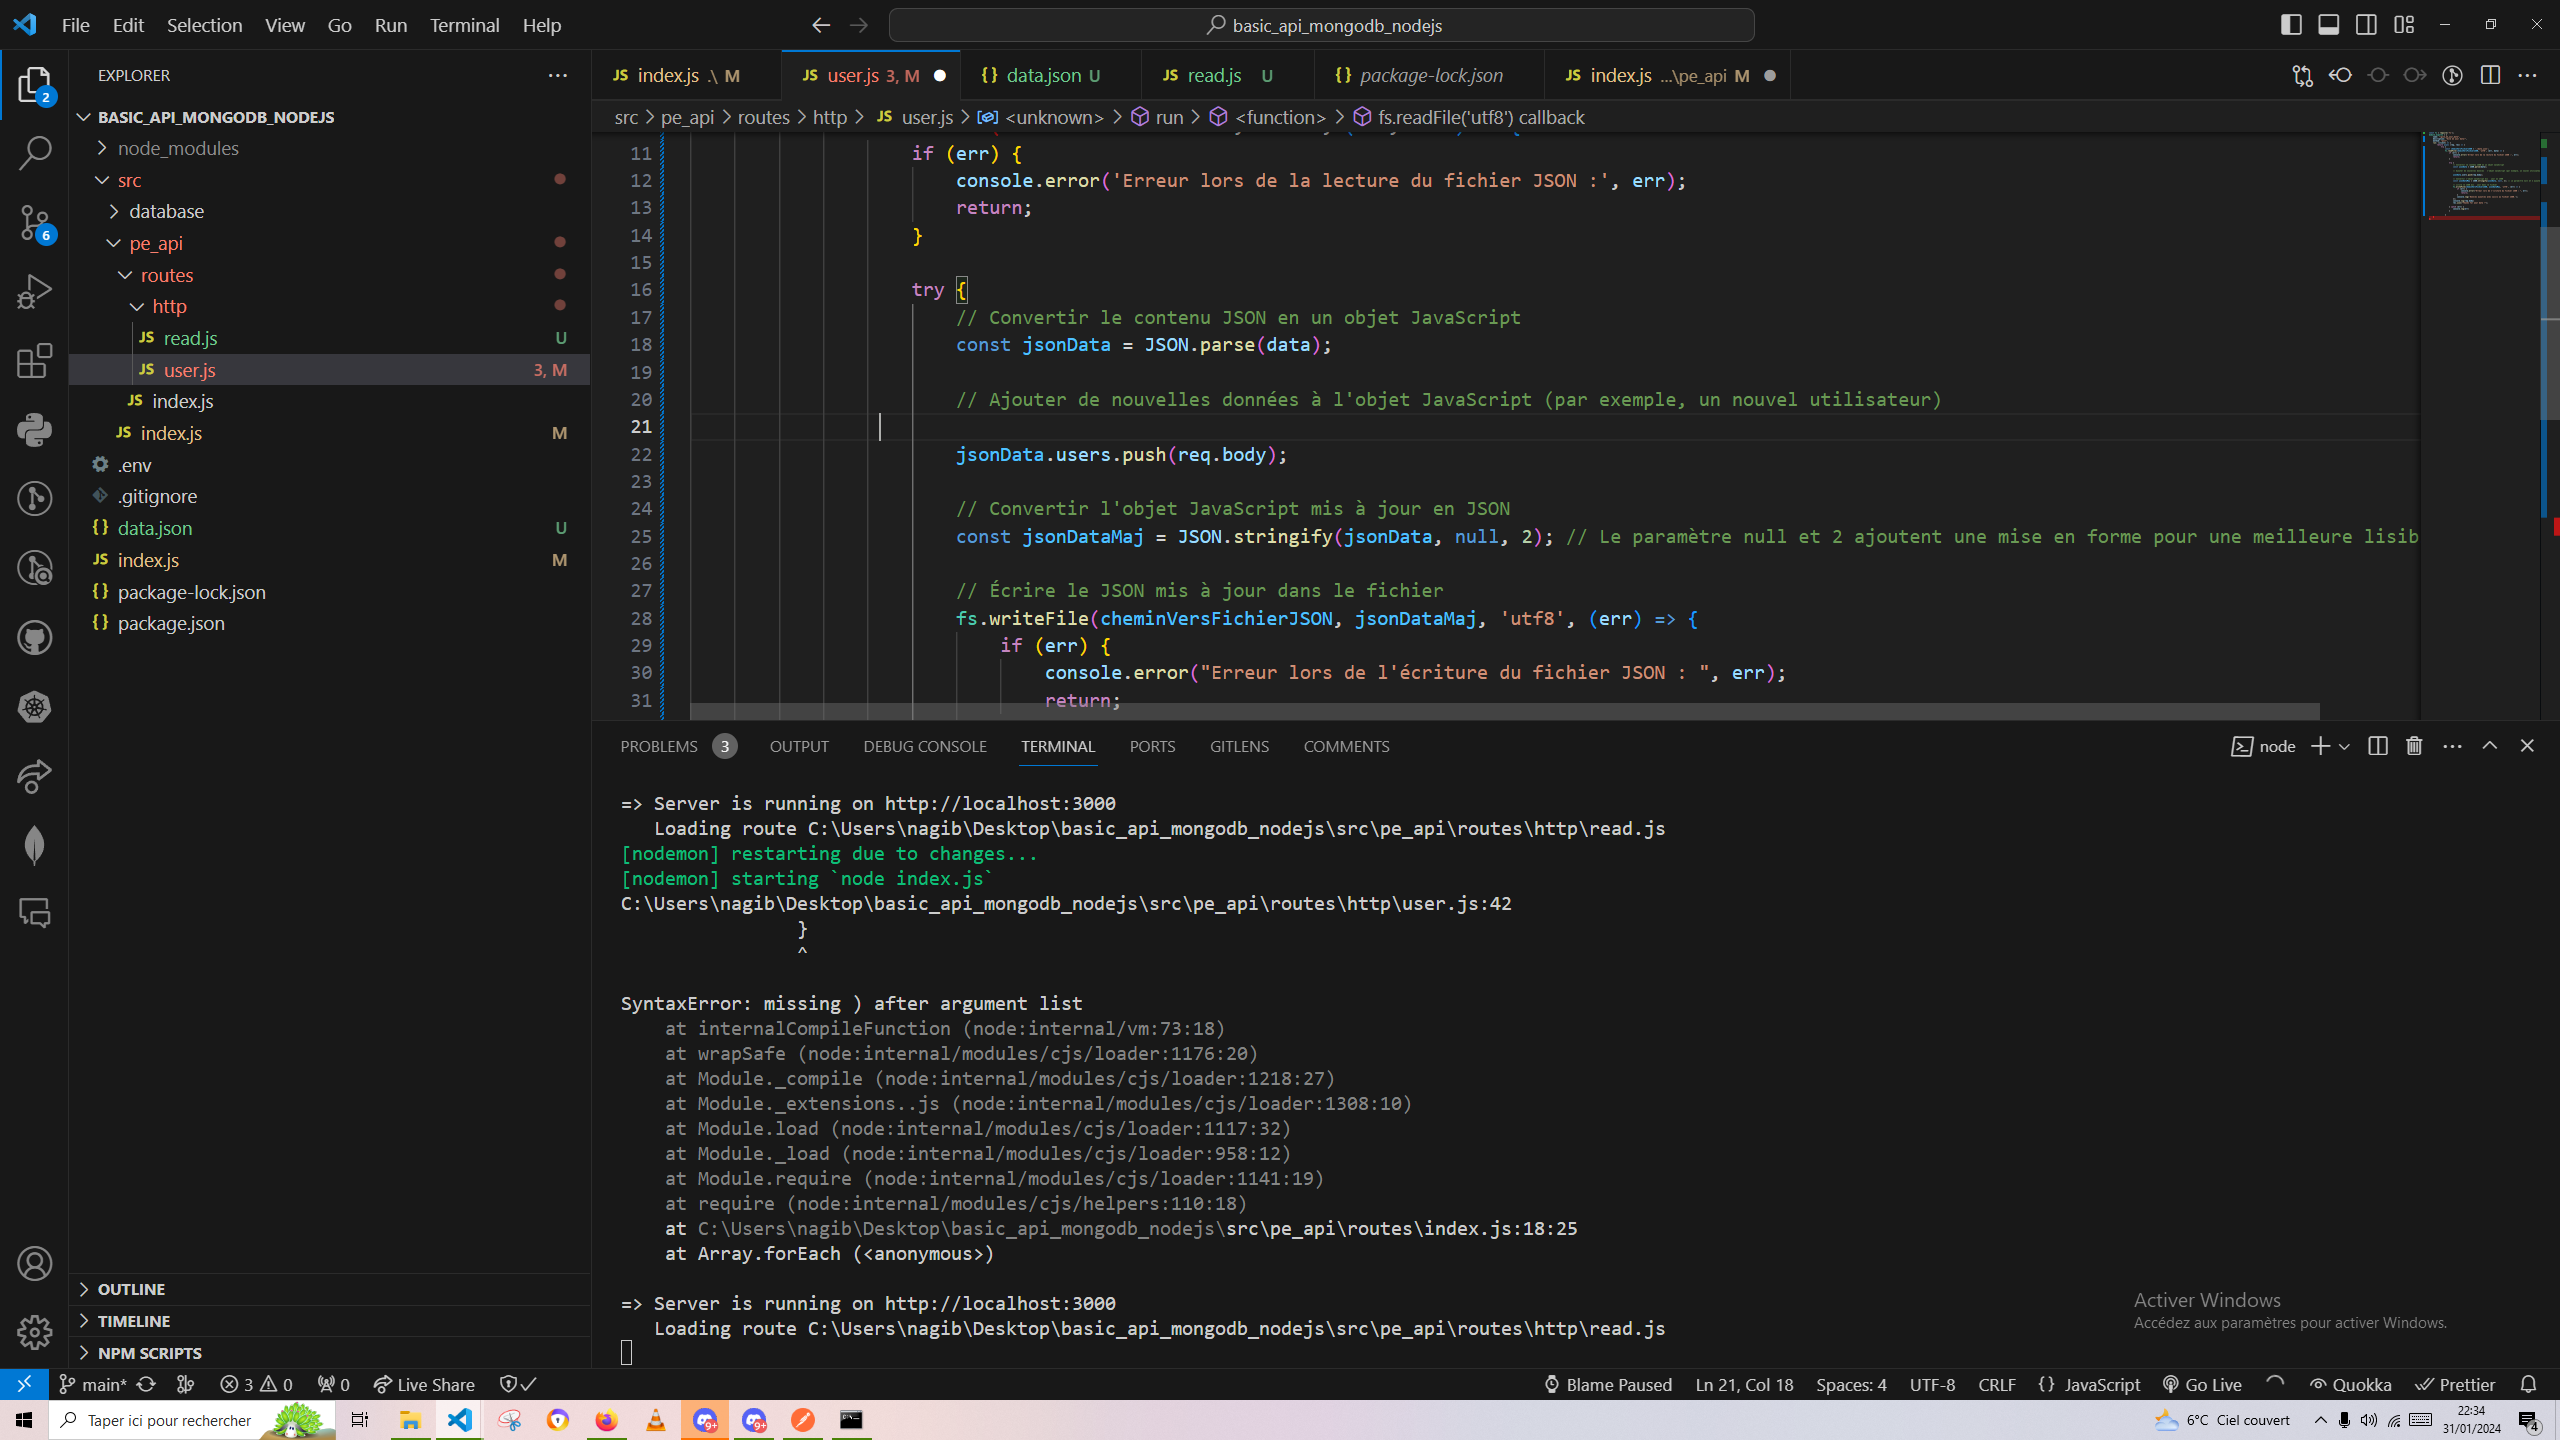 File Edit Selection View Go Run Terminal Help
basic_api_mongodb_nodejs
EXPLORER
BASIC_API_MONGODB_NODEJS
node_modules
src
database
pe_api
routes
http
JS read.js U
JS user.js 3, M
JS index.js
JS index.js M
.env
.gitignore
{} data.json U
JS index.js M
{} package-lock.json
{} package.json
OUTLINE
TIMELINE
NPM SCRIPTS
2
6
JS index.js .\ M
JS user.js 3, M
{} data.json U
JS read.js U
{} package-lock.json
JS index.js ...\pe_api M
src > pe_api > routes > http > JS user.js > <unknown> > run > <function> > fs.readFile('utf8') callback
11 if (err) {
12 console.error('Erreur lors de la lecture du fichier JSON :', err);
13 return;
14 }
15
16 try {
17 // Convertir le contenu JSON en un objet JavaScript
18 const jsonData = JSON.parse(data);
19
20 // Ajouter de nouvelles données à l'objet JavaScript (par exemple, un nouvel utilisateur)
21
22 jsonData.users.push(req.body);
23
24 // Convertir l'objet JavaScript mis à jour en JSON
25 const jsonDataMaj = JSON.stringify(jsonData, null, 2); // Le paramètre null et 2 ajoutent une mise en forme pour une meilleure lisib
26
27 // Écrire le JSON mis à jour dans le fichier
28 fs.writeFile(cheminVersFichierJSON, jsonDataMaj, 'utf8', (err) => {
29 if (err) {
30 console.error("Erreur lors de l'écriture du fichier JSON : ", err);
31 return;
PROBLEMS 3 OUTPUT DEBUG CONSOLE TERMINAL PORTS GITLENS COMMENTS
node
=> Server is running on http://localhost:3000
Loading route C:\Users\nagib\Desktop\basic_api_mongodb_nodejs\src\pe_api\routes\http\read.js
[nodemon] restarting due to changes...
[nodemon] starting `node index.js`
C:\Users\nagib\Desktop\basic_api_mongodb_nodejs\src\pe_api\routes\http\user.js:42
}
^
SyntaxError: missing ) after argument list
at internalCompileFunction (node:internal/vm:73:18)
at wrapSafe (node:internal/modules/cjs/loader:1176:20)
at Module._compile (node:internal/modules/cjs/loader:1218:27)
at Module._extensions..js (node:internal/modules/cjs/loader:1308:10)
at Module.load (node:internal/modules/cjs/loader:1117:32)
at Module._load (node:internal/modules/cjs/loader:958:12)
at Module.require (node:internal/modules/cjs/loader:1141:19)
at require (node:internal/modules/cjs/helpers:110:18)
at C:\Users\nagib\Desktop\basic_api_mongodb_nodejs\src\pe_api\routes\index.js:18:25
at Array.forEach (<anonymous>)
=> Server is running on http://localhost:3000
Loading route C:\Users\nagib\Desktop\basic_api_mongodb_nodejs\src\pe_api\routes\http\read.js
Activer Windows
Accédez aux paramètres pour activer Windows.
main* 3 0 0 Live Share
Blame Paused Ln 21, Col 18 Spaces: 4 UTF-8 CRLF {} JavaScript Go Live Quokka Prettier
Taper ici pour rechercher
9+
9+
6°C Ciel couvert
22:34
31/01/2024
4